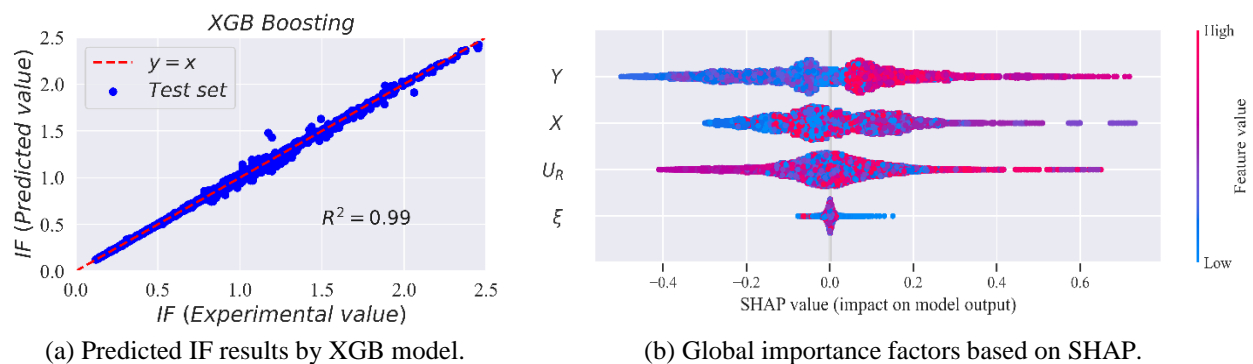 XGB Boosting
IF (Predicted value)
2.5
2.0
1.5
1.0
0.5
0.0
y = x
Test set
R² = 0.99
0.0 0.5 1.0 1.5 2.0 2.5
IF (Experimental value)
(a) Predicted IF results by XGB model.
Y
X
U_R
ξ
−0.4 −0.2 0.0 0.2 0.4 0.6
SHAP value (impact on model output)
High
Feature value
Low
(b) Global importance factors based on SHAP.